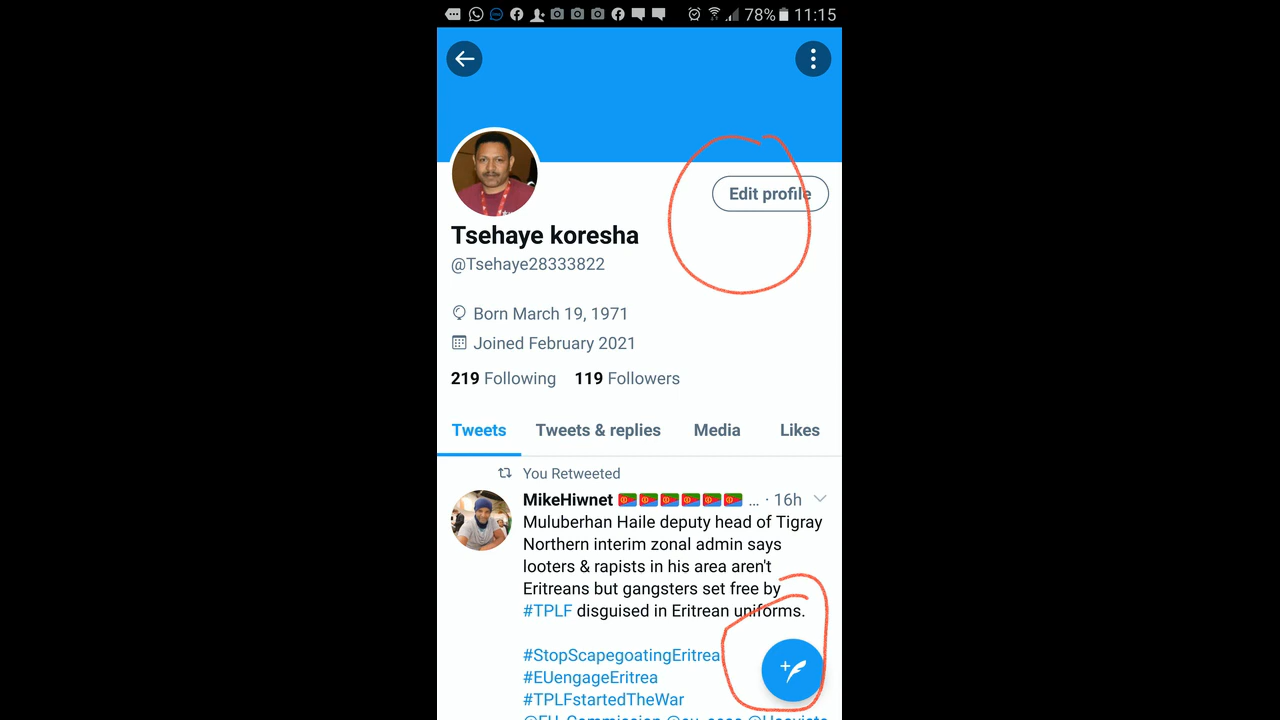 78% 11:15
Edit profile
Tsehaye koresha
@Tsehaye28333822
Born March 19, 1971
Joined February 2021
219 Following 119 Followers
Tweets Tweets & replies Media Likes
You Retweeted
MikeHiwnet 🇪🇷🇪🇷🇪🇷🇪🇷🇪🇷🇪🇷 ... · 16h
Muluberhan Haile deputy head of Tigray
Northern interim zonal admin says
looters & rapists in his area aren't
Eritreans but gangsters set free by
#TPLF disguised in Eritrean uniforms.
#StopScapegoatingEritrea
#EUengageEritrea
#TPLFstartedTheWar